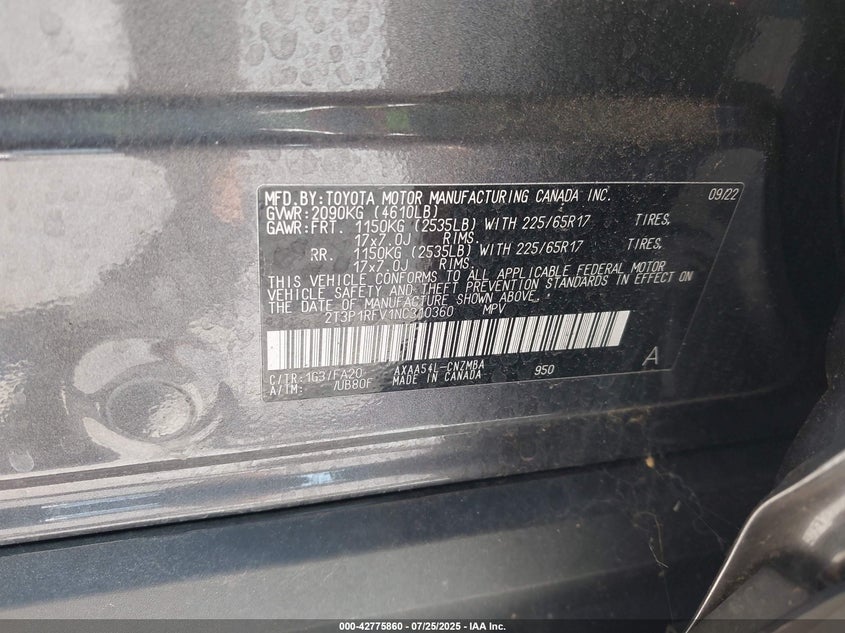 MFD.BY:TOYOTA MOTOR MANUFACTURING CANADA INC. 09/22
GVWR:2090KG (4610LB)
GAWR:FRT. 1150KG (2535LB) WITH 225/65R17 TIRES,
17x7.0J RIMS.
RR. 1150KG (2535LB) WITH 225/65R17 TIRES,
17x7.0J RIMS.
THIS VEHICLE CONFORMS TO ALL APPLICABLE FEDERAL MOTOR
VEHICLE SAFETY AND THEFT PREVENTION STANDARDS IN EFFECT ON
THE DATE OF MANUFACTURE SHOWN ABOVE.
2T3P1RFV1NC310360 MPV
C/TR:1G3/FA20 AXAA54L-CNZMBA 950 A
A/TM: /UB80F MADE IN CANADA
000-42775860 - 07/25/2025 - IAA Inc.